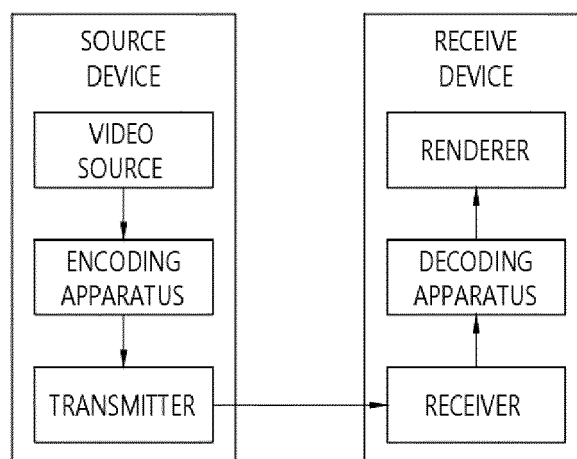 SOURCE
DEVICE
VIDEO
SOURCE
ENCODING
APPARATUS
TRANSMITTER
RECEIVE
DEVICE
RENDERER
DECODING
APPARATUS
RECEIVER